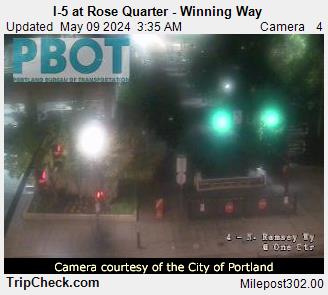 I-5 at Rose Quarter - Winning Way
Updated May 09 2024 3:35 AM Camera 4
PBOT
PORTLAND BUREAU OF TRANSPORTATION
4 - N. Ramsey Wy
@ One Ctr
Camera courtesy of the City of Portland
TripCheck.com Milepost302.00